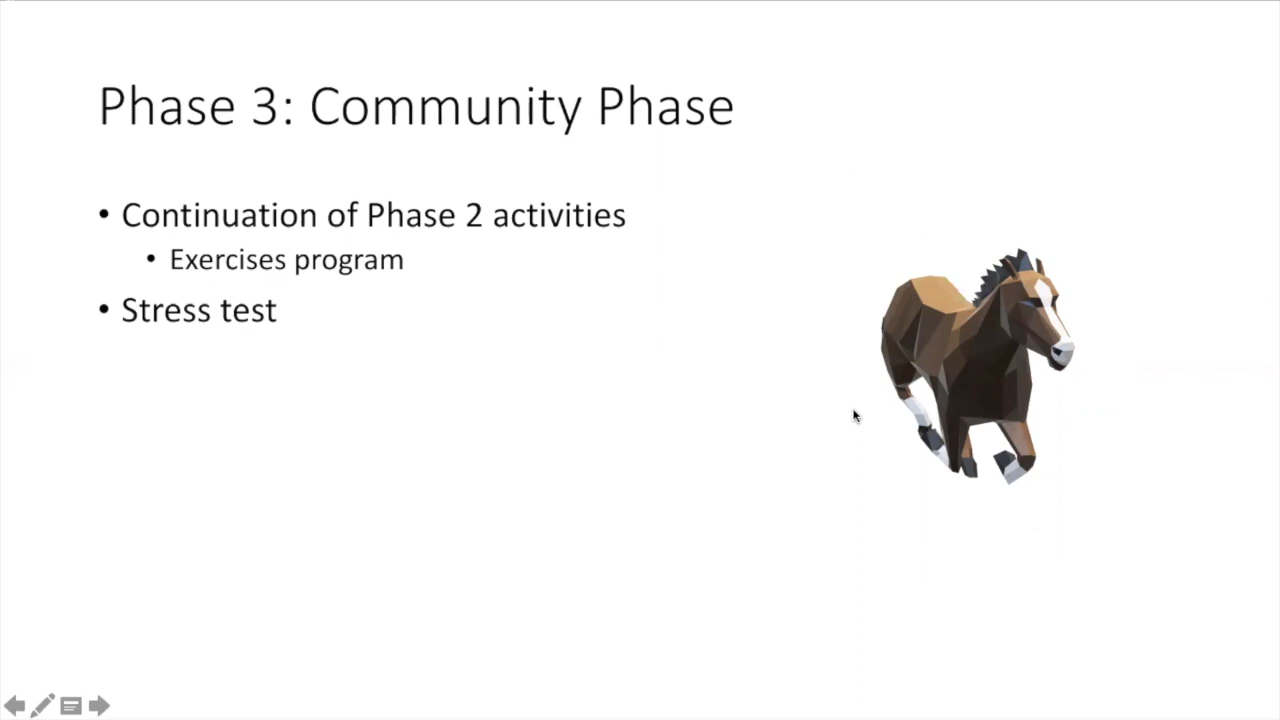 Phase 3: Community Phase
• Continuation of Phase 2 activities
• Exercises program
• Stress test